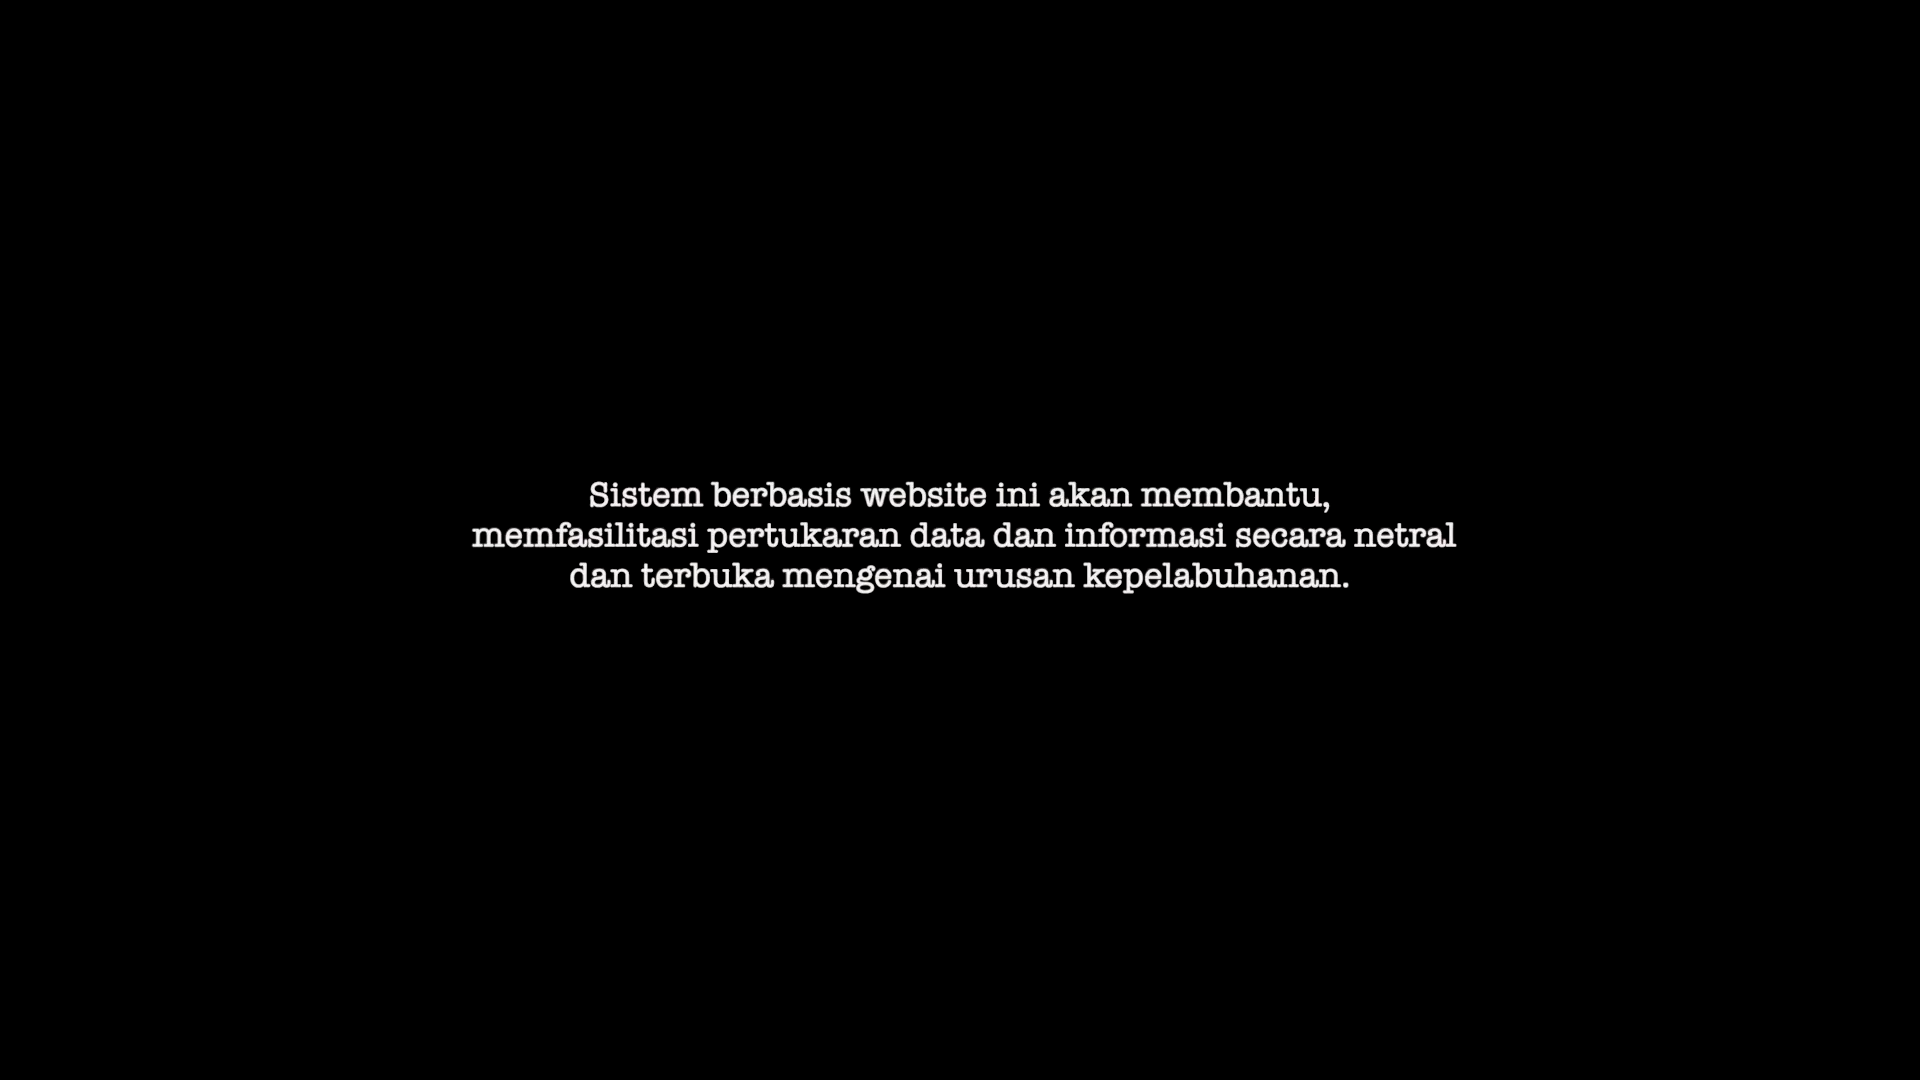 Sistem berbasis website ini akan membantu,
memfasilitasi pertukaran data dan informasi secara netral
dan terbuka mengenai urusan kepelabuhanan.